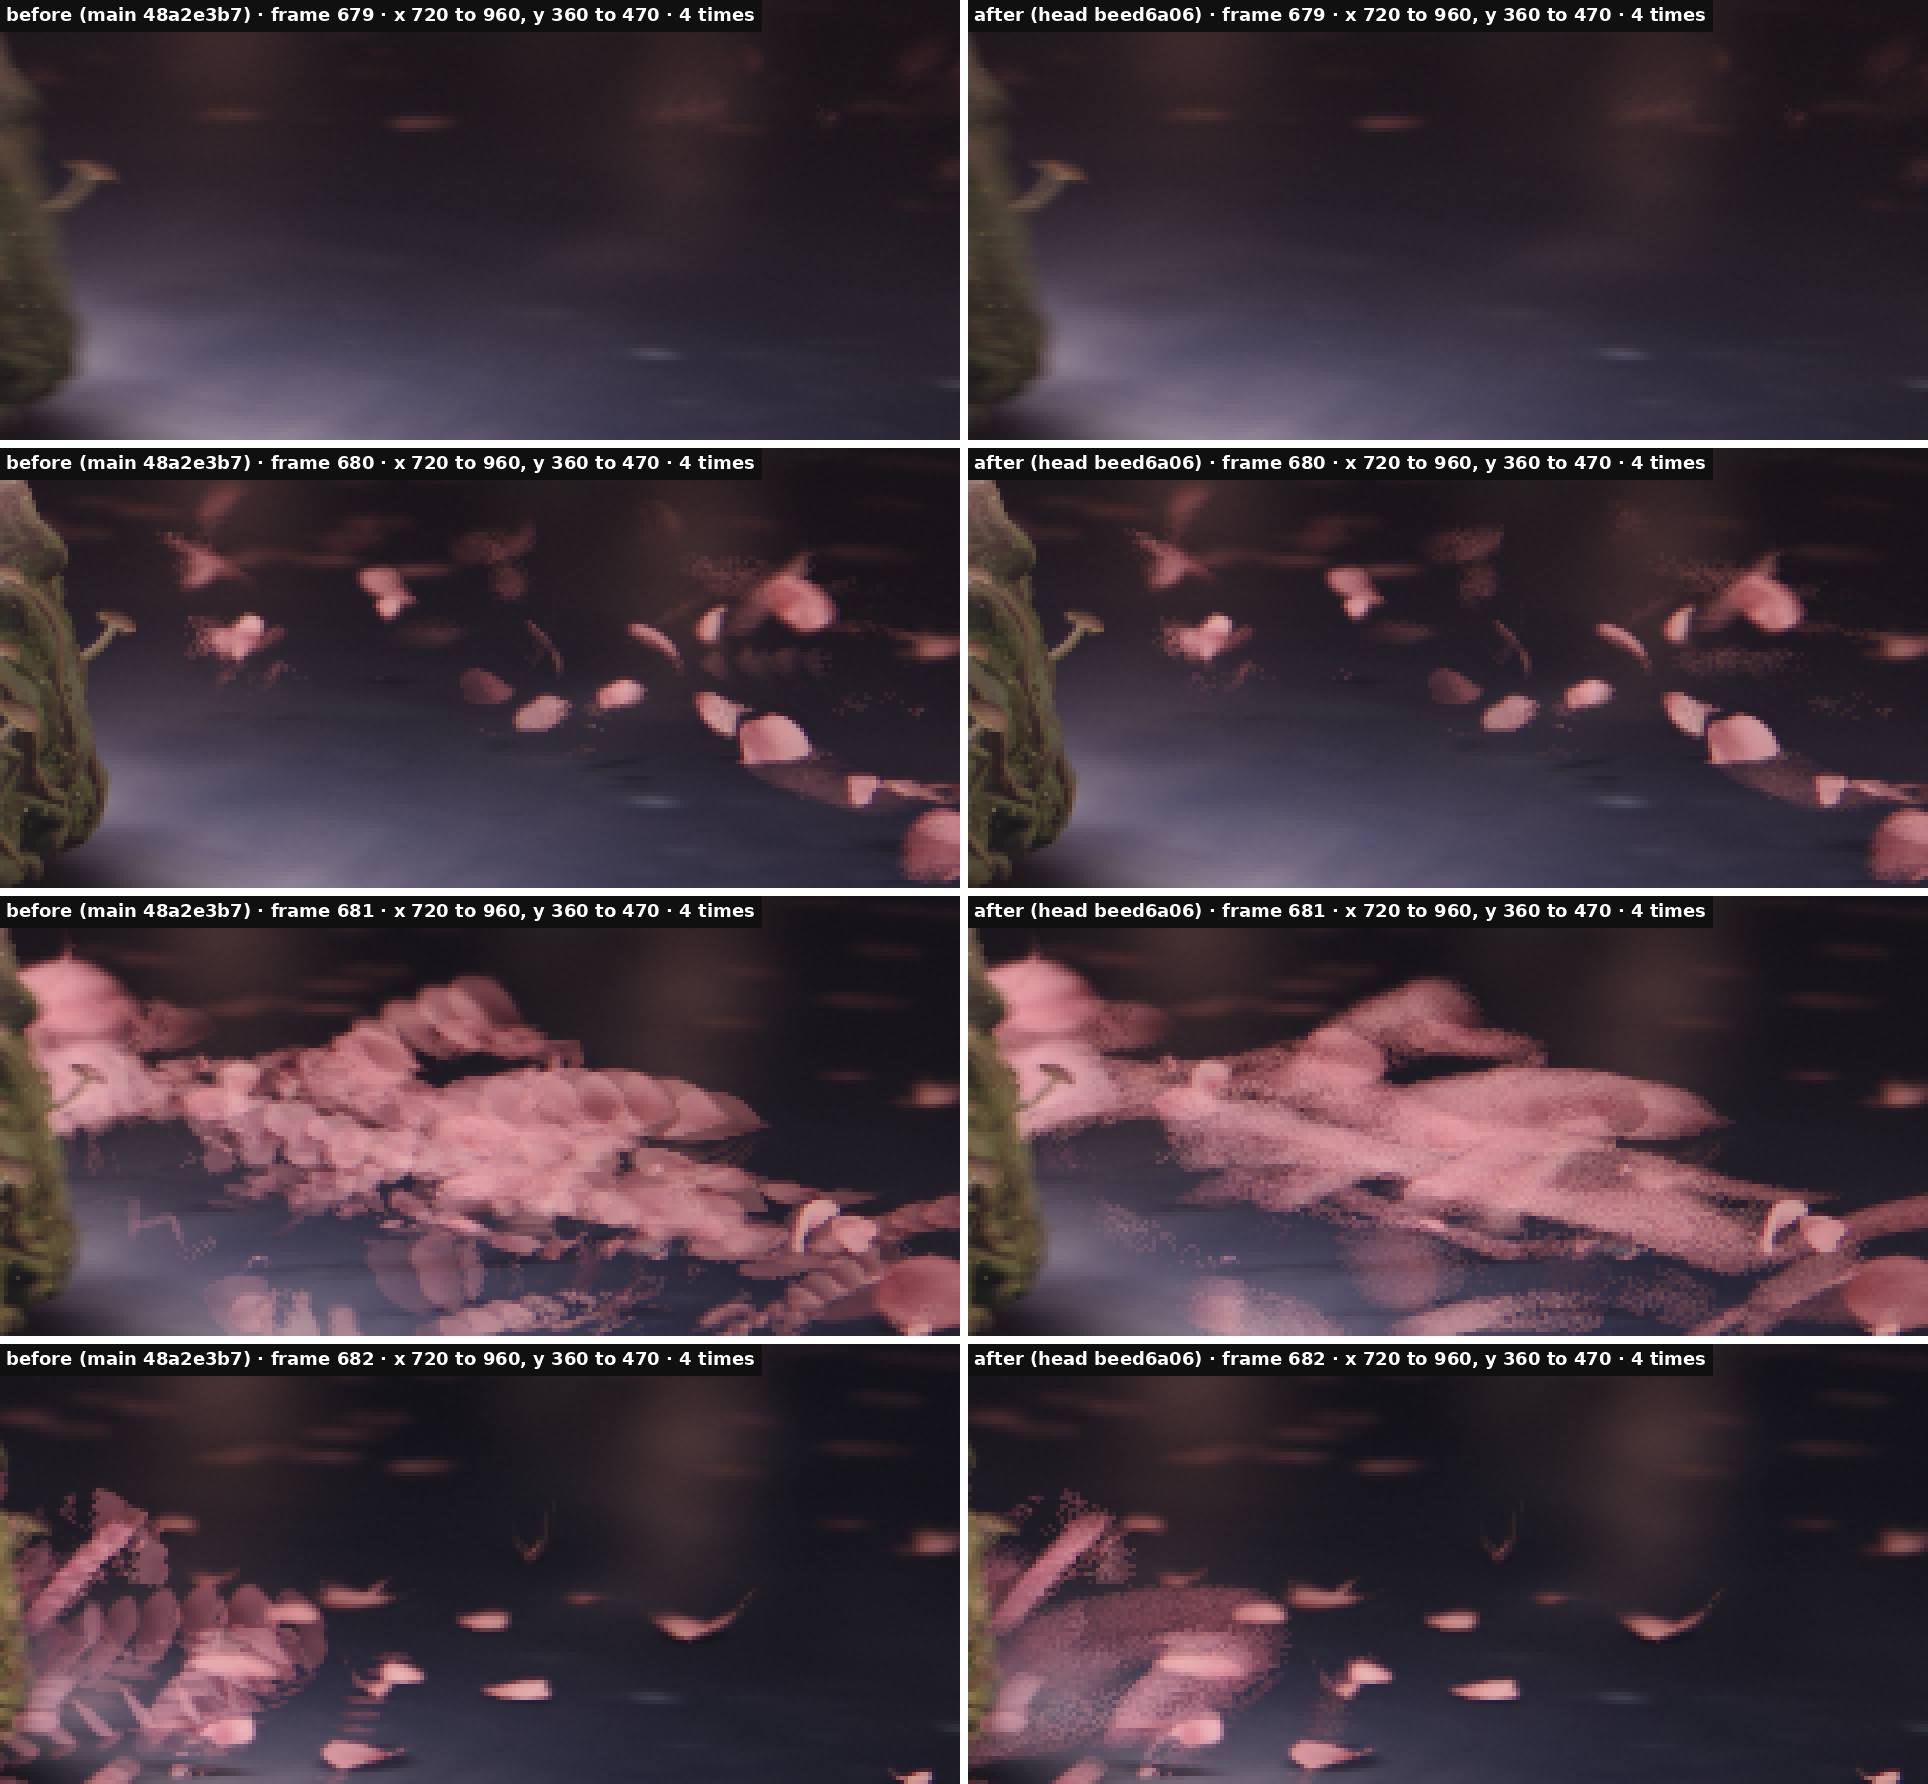 before (main 48a2e3b7) · frame 679 · x 720 to 960, y 360 to 470 · 4 times
after (head beed6a06) · frame 679 · x 720 to 960, y 360 to 470 · 4 times
before (main 48a2e3b7) · frame 680 · x 720 to 960, y 360 to 470 · 4 times
after (head beed6a06) · frame 680 · x 720 to 960, y 360 to 470 · 4 times
before (main 48a2e3b7) · frame 681 · x 720 to 960, y 360 to 470 · 4 times
after (head beed6a06) · frame 681 · x 720 to 960, y 360 to 470 · 4 times
before (main 48a2e3b7) · frame 682 · x 720 to 960, y 360 to 470 · 4 times
after (head beed6a06) · frame 682 · x 720 to 960, y 360 to 470 · 4 times